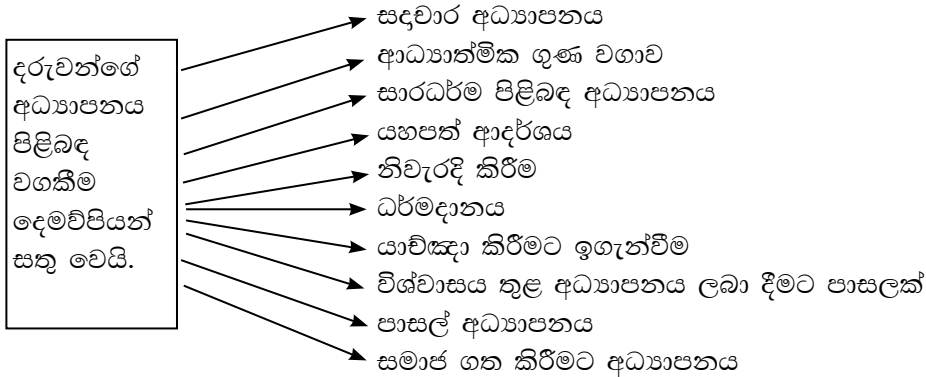 දරුවන්ගේ
අධ්‍යාපනය
පිළිබඳ
වගකීම
දෙමව්පියන්
සතු වෙයි.
සදාචාර අධ්‍යාපනය
ආධ්‍යාත්මික ගුණ වගාව
සාරධර්ම පිළිබඳ අධ්‍යාපනය
යහපත් ආදර්ශය
නිවැරදි කිරීම
ධර්මදානය
යාච්ඤා කිරීමට ඉගැන්වීම
විශ්වාසය තුළ අධ්‍යාපනය ලබා දීමට පාසලක්
පාසල් අධ්‍යාපනය
සමාජ ගත කිරීමට අධ්‍යාපනය